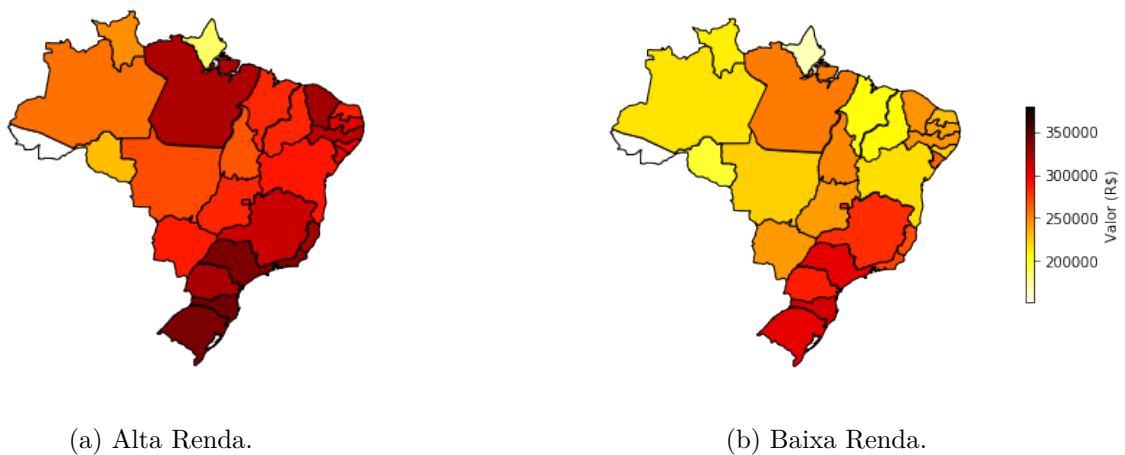 350000
300000
250000
200000
Valor (R$)
(a) Alta Renda.
(b) Baixa Renda.